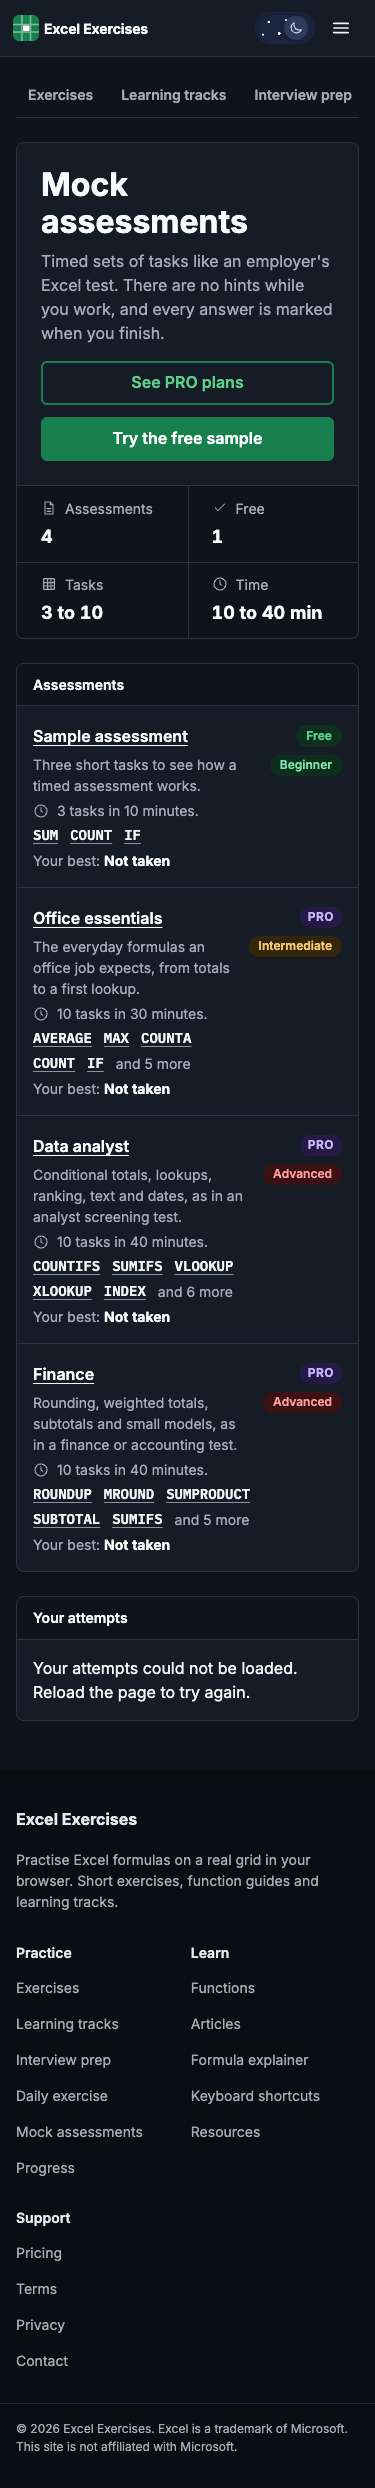 Excel Exercises
Exercises Learning tracks Interview prep
Mock
assessments
Timed sets of tasks like an employer's
Excel test. There are no hints while
you work, and every answer is marked
when you finish.
See PRO plans
Try the free sample
Assessments
4
Free
1
Tasks
3 to 10
Time
10 to 40 min
Assessments
Sample assessment
Free
Beginner
Three short tasks to see how a
timed assessment works.
3 tasks in 10 minutes.
SUM COUNT IF
Your best: Not taken
Office essentials
PRO
Intermediate
The everyday formulas an
office job expects, from totals
to a first lookup.
10 tasks in 30 minutes.
AVERAGE MAX COUNTA
COUNT IF and 5 more
Your best: Not taken
Data analyst
PRO
Advanced
Conditional totals, lookups,
ranking, text and dates, as in an
analyst screening test.
10 tasks in 40 minutes.
COUNTIFS SUMIFS VLOOKUP
XLOOKUP INDEX and 6 more
Your best: Not taken
Finance
PRO
Advanced
Rounding, weighted totals,
subtotals and small models, as
in a finance or accounting test.
10 tasks in 40 minutes.
ROUNDUP MROUND SUMPRODUCT
SUBTOTAL SUMIFS and 5 more
Your best: Not taken
Your attempts
Your attempts could not be loaded.
Reload the page to try again.
Excel Exercises
Practise Excel formulas on a real grid in your
browser. Short exercises, function guides and
learning tracks.
Practice
Exercises
Learning tracks
Interview prep
Daily exercise
Mock assessments
Progress
Learn
Functions
Articles
Formula explainer
Keyboard shortcuts
Resources
Support
Pricing
Terms
Privacy
Contact
© 2026 Excel Exercises. Excel is a trademark of Microsoft.
This site is not affiliated with Microsoft.